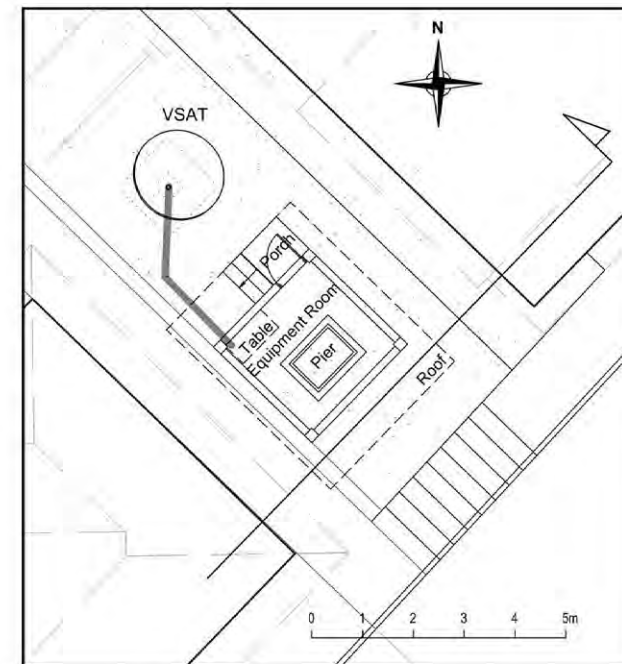 N
VSAT
Porch
Table
Equipment Room
Pier
Roof
0 1 2 3 4 5m